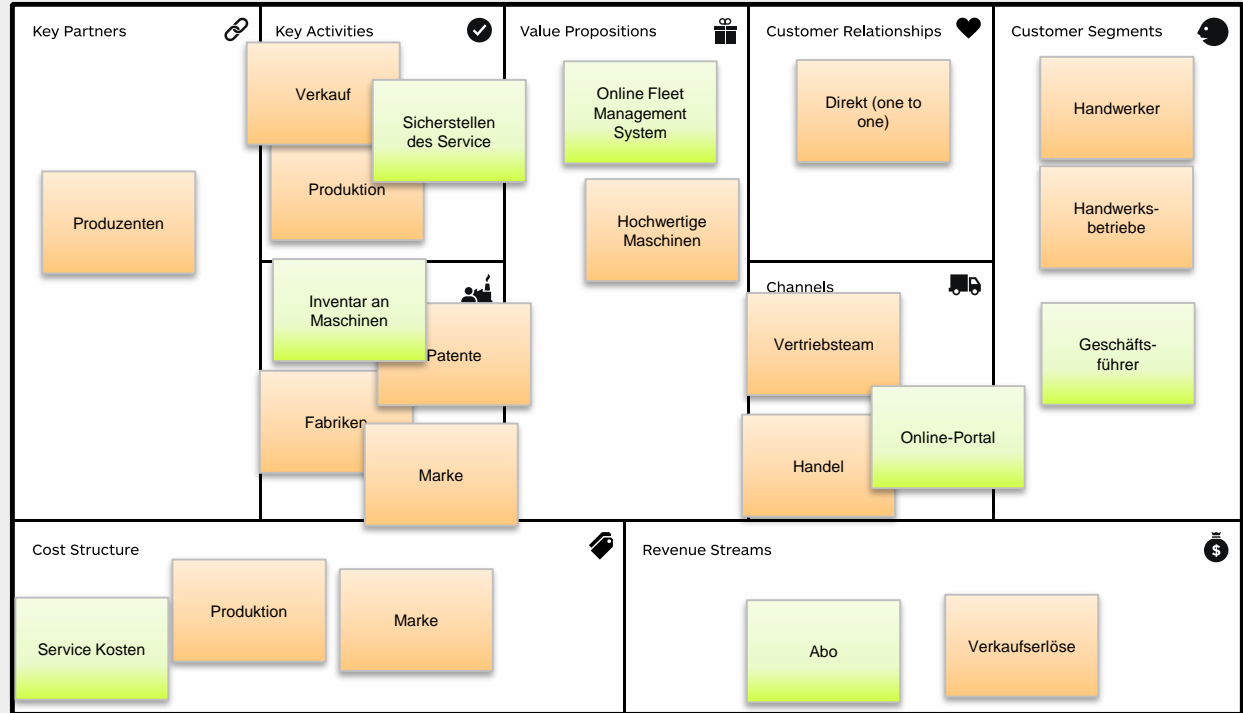 Key Partners
Produzenten
Key Activities
Verkauf
Sicherstellen
des Service
Produktion
Inventar an
Maschinen
Patente
Fabriken
Marke
Value Propositions
Online Fleet
Management
System
Hochwertige
Maschinen
Customer Relationships
Direkt (one to
one)
Channels
Vertriebsteam
Online-Portal
Handel
Customer Segments
Handwerker
Handwerks-
betriebe
Geschäfts-
führer
Cost Structure
Service Kosten
Produktion
Marke
Revenue Streams
$
Abo
Verkaufserlöse